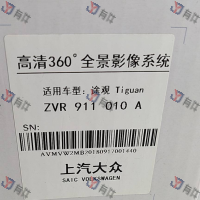 高清360°全景影像系统
适用车型: 途观 Tiguan
ZVR 911 010 A
SN:
AVMVW2MB20180917001440
上汽大众
SAIC VOLKSWAGEN